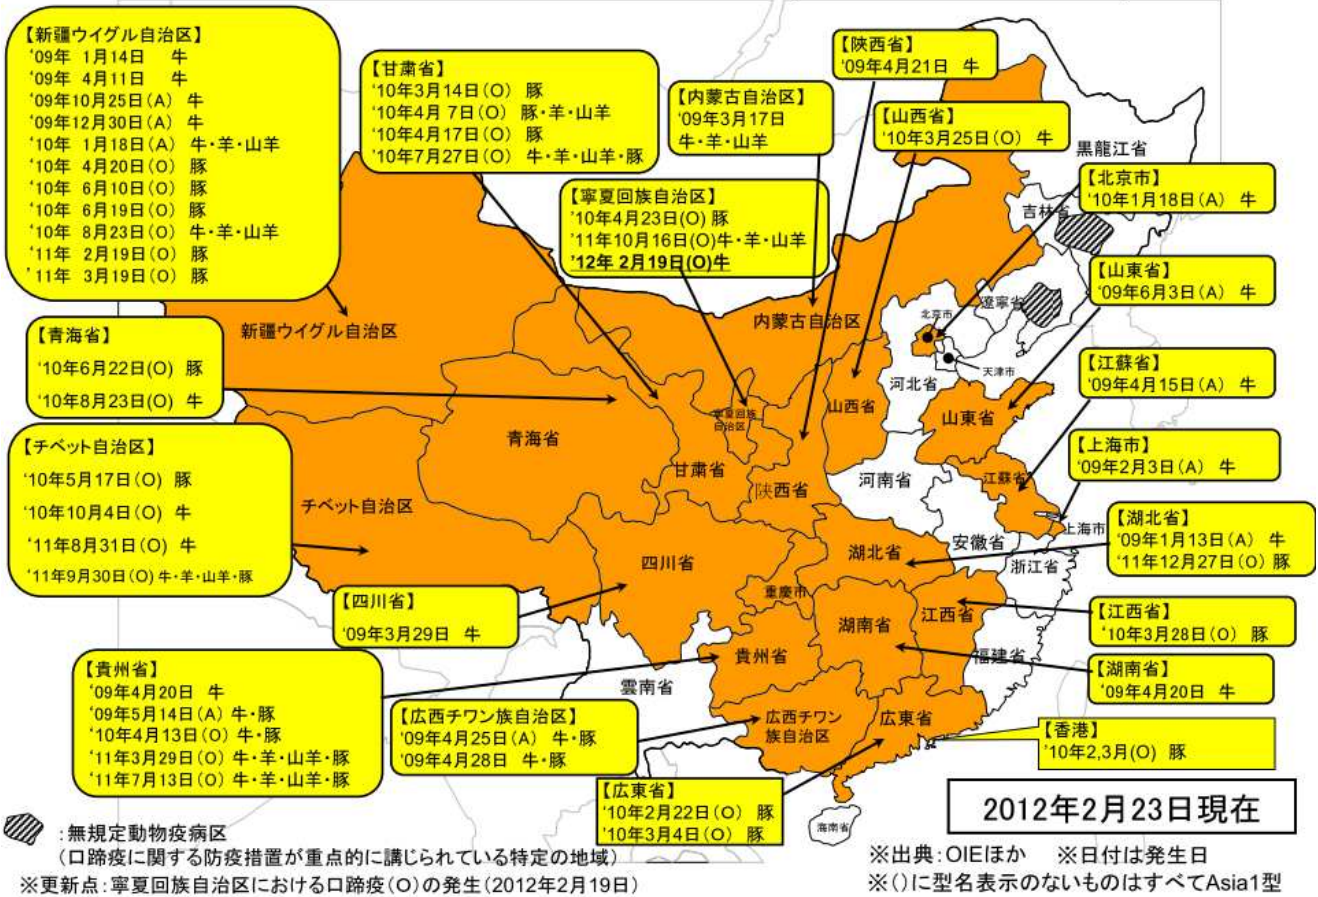 【新疆ウイグル自治区】
‘09年 1月14日 牛
‘09年 4月11日 牛
‘09年10月25日(A) 牛
‘09年12月30日(A) 牛
‘10年 1月18日(A) 牛・羊・山羊
‘10年 4月20日(O) 豚
‘10年 6月10日(O) 豚
‘10年 6月19日(O) 豚
‘10年 8月23日(O) 牛・羊・山羊
‘11年 2月19日(O) 豚
‘11年 3月19日(O) 豚
【甘粛省】
‘10年3月14日(O) 豚
‘10年4月 7日(O) 豚・羊・山羊
‘10年4月17日(O) 豚
‘10年7月27日(O) 牛・羊・山羊・豚
【内蒙古自治区】
‘09年3月17日
牛・羊・山羊
【陝西省】
‘09年4月21日 牛
【山西省】
‘10年3月25日(O) 牛
【寧夏回族自治区】
’10年4月23日(O) 豚
’11年10月16日(O)牛・羊・山羊
’12年 2月19日(O)牛
【北京市】
‘10年1月18日(A) 牛
【山東省】
‘09年6月3日(A) 牛
【青海省】
‘10年6月22日(O) 豚
‘10年8月23日(O) 牛
【江蘇省】
‘09年4月15日(A) 牛
【チベット自治区】
‘10年5月17日(O) 豚
‘10年10月4日(O) 牛
‘11年8月31日(O) 牛
‘11年9月30日(O) 牛・羊・山羊・豚
【上海市】
‘09年2月3日(A) 牛
【湖北省】
‘09年1月13日(A) 牛
‘11年12月27日(O) 豚
【四川省】
‘09年3月29日 牛
【江西省】
‘10年3月28日(O) 豚
【湖南省】
‘09年4月20日 牛
【貴州省】
‘09年4月20日 牛
‘09年5月14日(A) 牛・豚
‘10年4月13日(O) 牛・豚
‘11年3月29日(O) 牛・羊・山羊・豚
‘11年7月13日(O) 牛・羊・山羊・豚
【広西チワン族自治区】
‘09年4月25日(A) 牛・豚
‘09年4月28日 牛・豚
【香港】
‘10年2,3月(O) 豚
【広東省】
‘10年2月22日(O) 豚
‘10年3月4日(O) 豚
黒龍江省
吉林省
遼寧省
北京市
天津市
河北省
新疆ウイグル自治区
内蒙古自治区
山西省
山東省
寧夏回族
自治区
青海省
甘粛省
陝西省
河南省
江蘇省
チベット自治区
安徽省
上海市
四川省
湖北省
浙江省
重慶市
湖南省
江西省
貴州省
福建省
雲南省
広西チワン
族自治区
広東省
海南省
2012年2月23日現在
:無規定動物疫病区
(口蹄疫に関する防疫措置が重点的に講じられている特定の地域)
※更新点:寧夏回族自治区における口蹄疫(O)の発生(2012年2月19日)
※出典:OIEほか ※日付は発生日
※()に型名表示のないものはすべてAsia1型